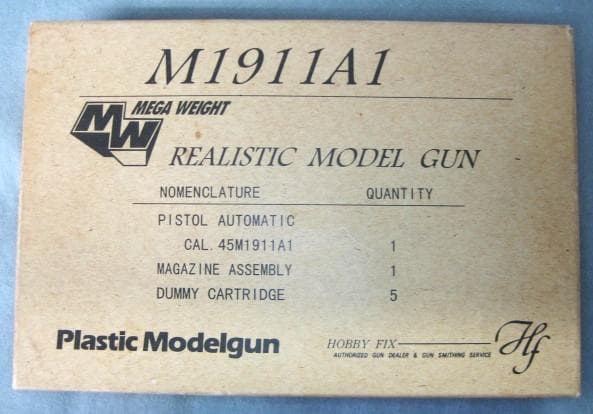 M1911A1
MEGA WEIGHT
MW
REALISTIC MODEL GUN
NOMENCLATURE QUANTITY
PISTOL AUTOMATIC
CAL. 45M1911A1 1
MAGAZINE ASSEMBLY 1
DUMMY CARTRIDGE 5
Plastic Modelgun
HOBBY FIX
AUTHORIZED GUN DEALER & GUN SMITHING SERVICE
Hf